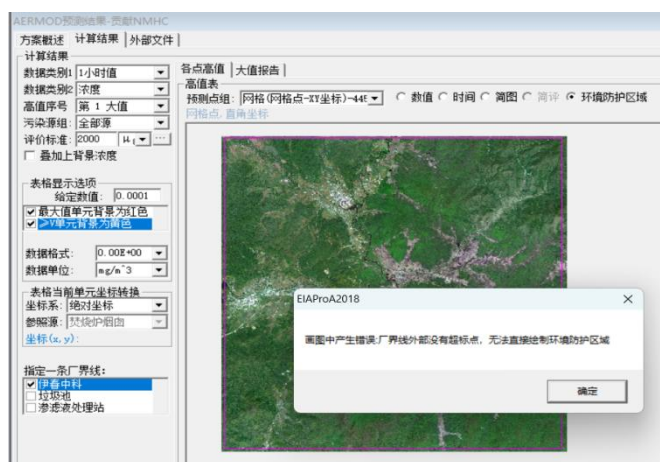 AERMOD预测结果-贡献NMHC
方案概述 计算结果 外部文件
计算结果
数据类别1 1小时值
数据类别2 浓度
高值序号 第 1 大值
污染源组: 全部源
评价标准: 2000
叠加上背景浓度
表格显示选项
给定数值: 0.0001
最大值单元背景为红色
≥V单元背景为黄色
数据格式: 0.00E+00
数据单位: mg/m^3
表格当前单元坐标转换
坐标系: 绝对坐标
参照源: 焚烧炉烟囱
坐标(x,y):
指定一条厂界线:
伊春中科
垃圾池
渗滤液处理站
各点高值 大值报告
高值表
预测点组: 网格(网格点-XY坐标)-44 数值 时间 简图 简评 环境防护区域
网格点, 直角坐标
EIAProA2018
画图中产生错误:厂界线外部没有超标点，无法直接绘制环境防护区域
确定